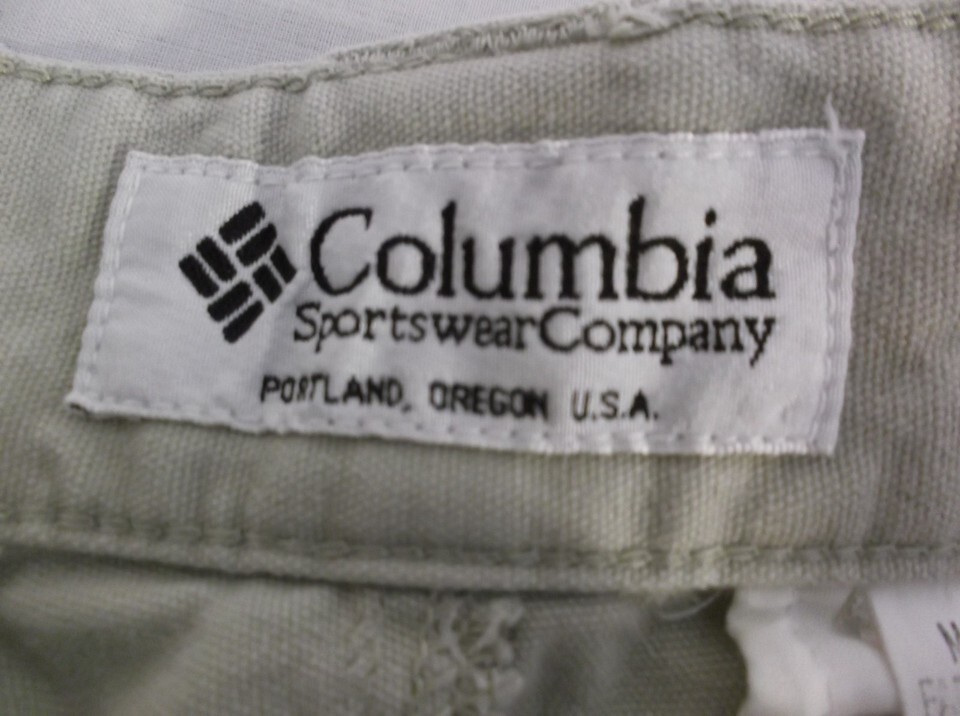 Columbia
SportswearCompany
PORTLAND, OREGON U.S.A.